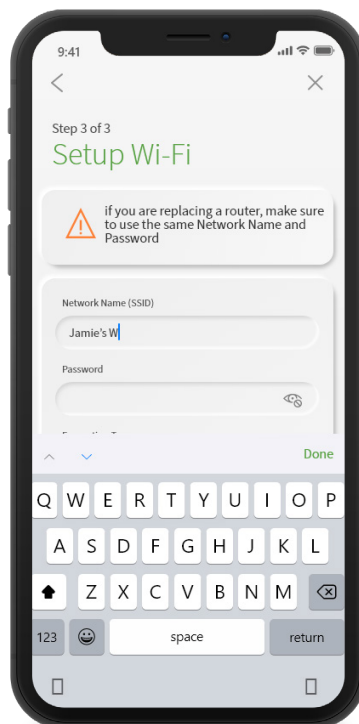 9:41
Step 3 of 3
Setup Wi-Fi
if you are replacing a router, make sure
to use the same Network Name and
Password
Network Name (SSID)
Jamie's W
Password
Done
Q W E R T Y U I O P
A S D F G H J K L
Z X C V B N M
123 space return